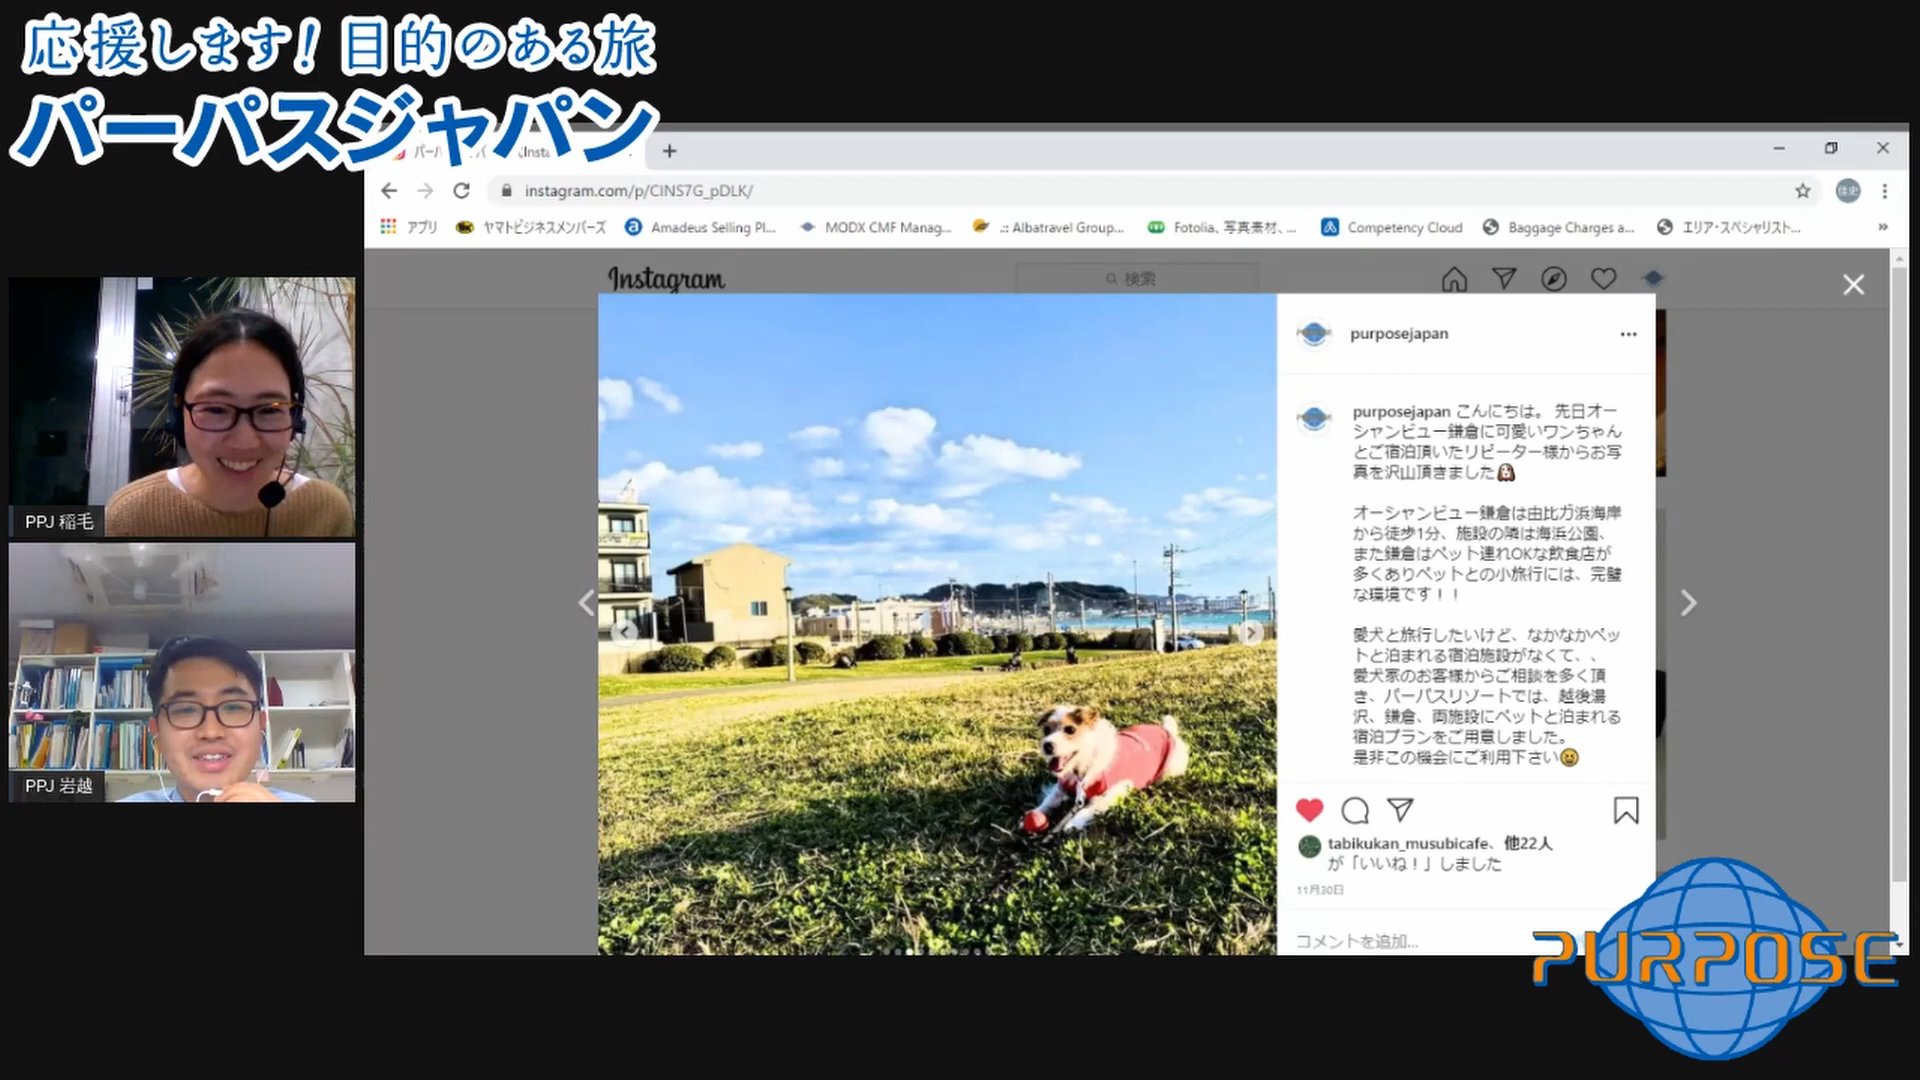 応援します！目的のある旅
パーパスジャパン
instagram.com/p/CINS7G_pDLK/
佳史
アプリ
ヤマトビジネスメンバーズ
Amadeus Selling Pl...
MODX CMF Manag...
.:: Albatravel Group...
Fotolia、写真素材、...
Competency Cloud
Baggage Charges a...
エリア・スペシャリスト...
Instagram
検索
purposejapan
purposejapan こんにちは。 先日オー
シャンビュー鎌倉に可愛いワンちゃん
とご宿泊頂いたリピーター様からお写
真を沢山頂きました🐶
オーシャンビュー鎌倉は由比ガ浜海岸
から徒歩1分、施設の隣は海浜公園、
また鎌倉はペット連れOKな飲食店が
多くありペットとの小旅行には、完璧
な環境です！！
愛犬と旅行したいけど、なかなかペッ
トと泊まれる宿泊施設がなくて、、
愛犬家のお客様からご相談を多く頂
き、パーパスリゾートでは、越後湯
沢、鎌倉、両施設にペットと泊まれる
宿泊プランをご用意しました。
是非この機会にご利用下さい😆
tabikukan_musubicafe、他22人
が「いいね！」しました
11月30日
コメントを追加...
PPJ 稲毛
PPJ 岩越
PURPOSE